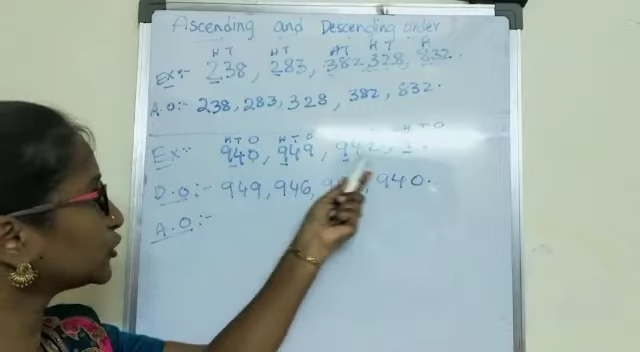 Ascending and Descending order
H T H T H T H T H
Ex:- 238, 283, 382, 328, 832.
A.O:- 238, 283, 328, 382, 832.
H T O H T O H T O
Ex:- 940, 949, 942,
D.O:- 949, 946, 940.
A.O:-